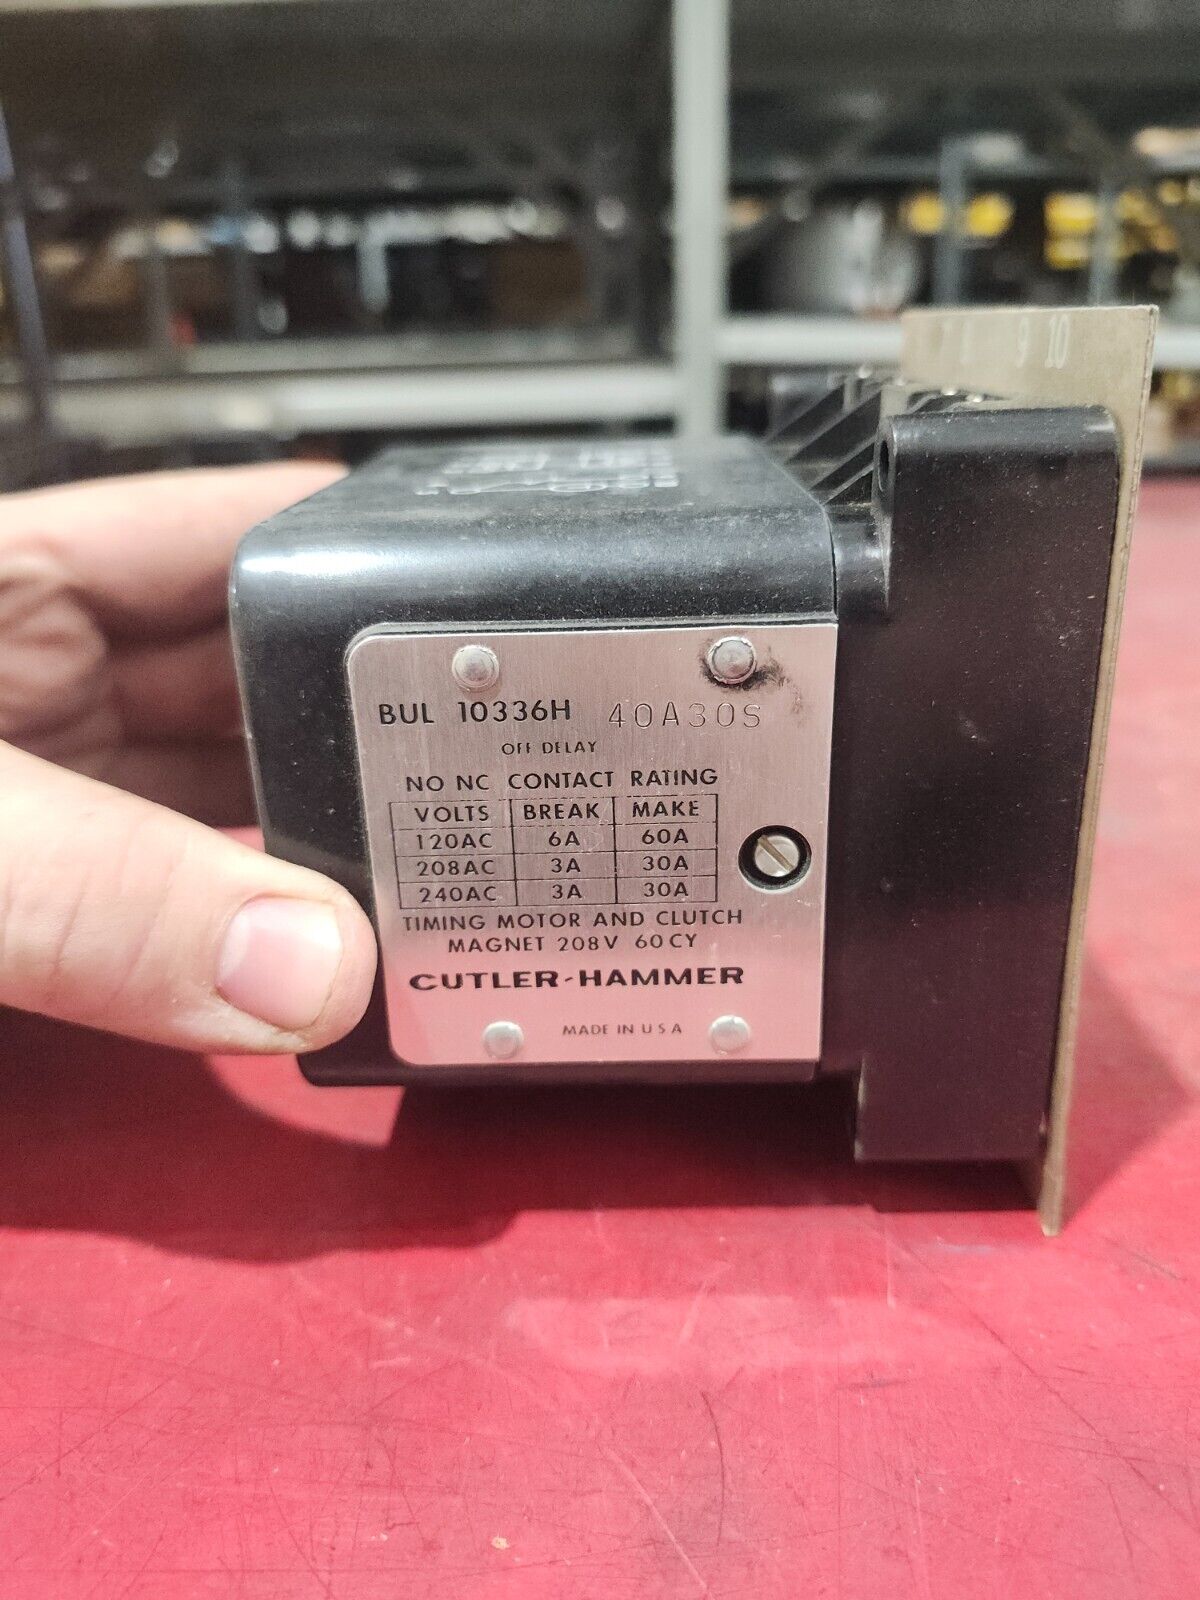 9 10
BUL 10336H 40A30S
OFF DELAY
NO NC CONTACT RATING
VOLTS BREAK MAKE
120AC 6A 60A
208AC 3A 30A
240AC 3A 30A
TIMING MOTOR AND CLUTCH
MAGNET 208V 60CY
CUTLER-HAMMER
MADE IN U S A